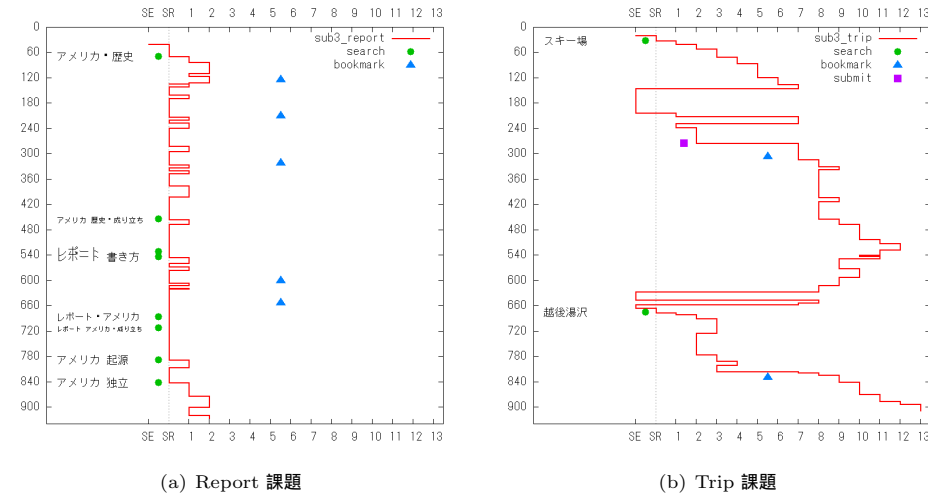 SE SR 1 2 3 4 5 6 7 8 9 10 11 12 13
0
60
120
180
240
300
360
420
480
540
600
660
720
780
840
900
sub3_report
search
bookmark
アメリカ・歴史
アメリカ 歴史・成り立ち
レポート
レポート 書き方
レポート・アメリカ
レポート アメリカ・成り立ち
アメリカ 起源
アメリカ 独立
SE SR 1 2 3 4 5 6 7 8 9 10 11 12 13
(a) Report 課題
SE SR 1 2 3 4 5 6 7 8 9 10 11 12 13
0
60
120
180
240
300
360
420
480
540
600
660
720
780
840
900
sub3_trip
search
bookmark
submit
スキー場
越後湯沢
SE SR 1 2 3 4 5 6 7 8 9 10 11 12 13
(b) Trip 課題